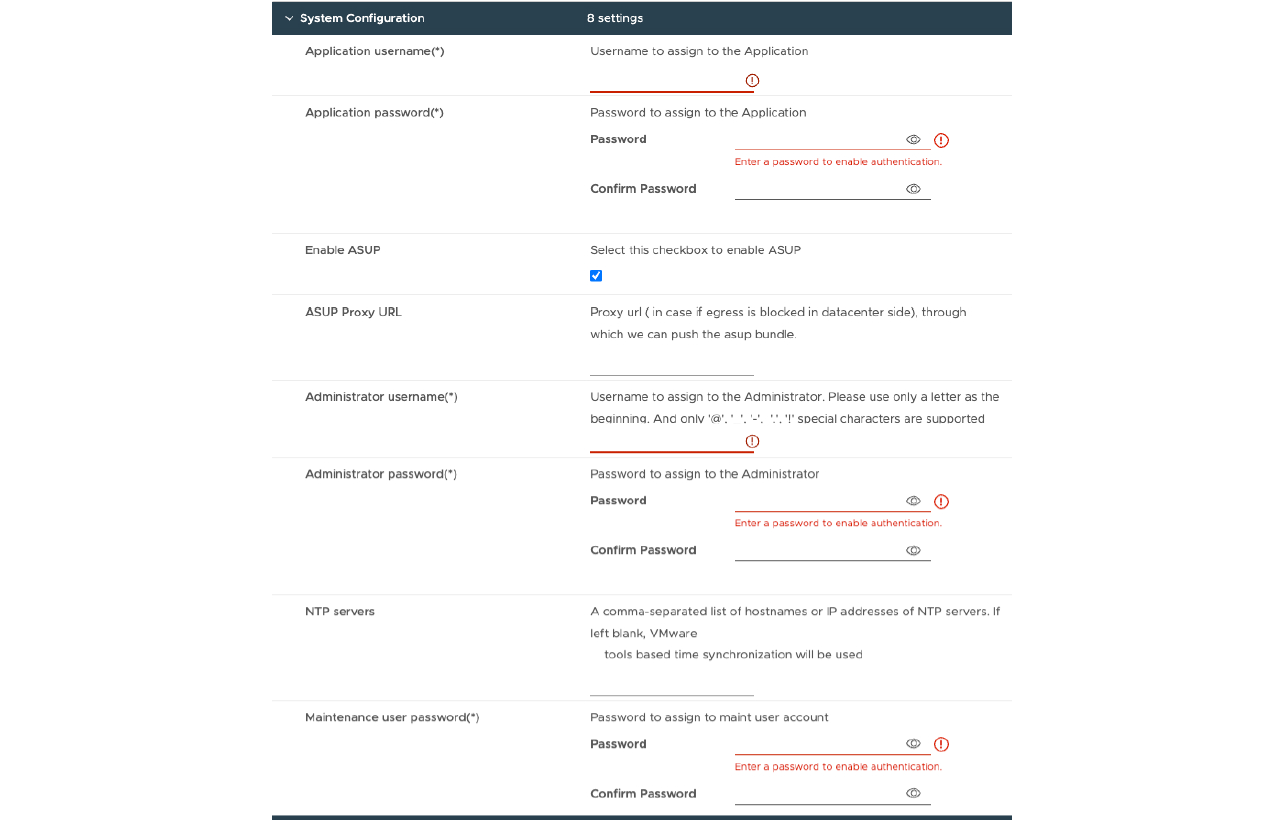 System Configuration 8 settings
Application username(*) Username to assign to the Application
Application password(*) Password to assign to the Application
Password
Enter a password to enable authentication.
Confirm Password
Enable ASUP Select this checkbox to enable ASUP
ASUP Proxy URL Proxy url ( in case if egress is blocked in datacenter side), through
which we can push the asup bundle.
Administrator username(*) Username to assign to the Administrator. Please use only a letter as the
beginning. And only '@', '_', '-', '.', '!' special characters are supported
Administrator password(*) Password to assign to the Administrator
Password
Enter a password to enable authentication.
Confirm Password
NTP servers A comma-separated list of hostnames or IP addresses of NTP servers. If
left blank, VMware
tools based time synchronization will be used
Maintenance user password(*) Password to assign to maint user account
Password
Enter a password to enable authentication.
Confirm Password